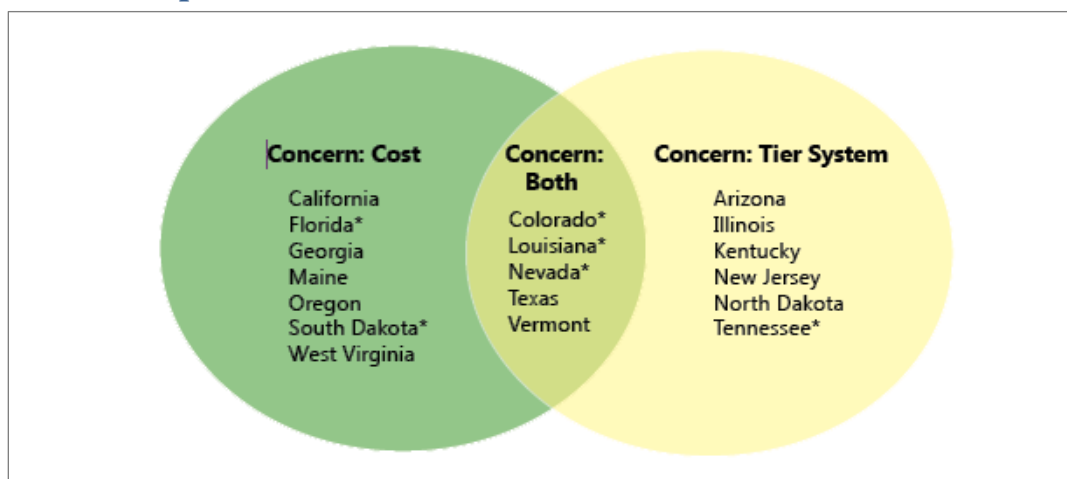 Concern: Cost
California
Florida*
Georgia
Maine
Oregon
South Dakota*
West Virginia
Concern:
Both
Colorado*
Louisiana*
Nevada*
Texas
Vermont
Concern: Tier System
Arizona
Illinois
Kentucky
New Jersey
North Dakota
Tennessee*